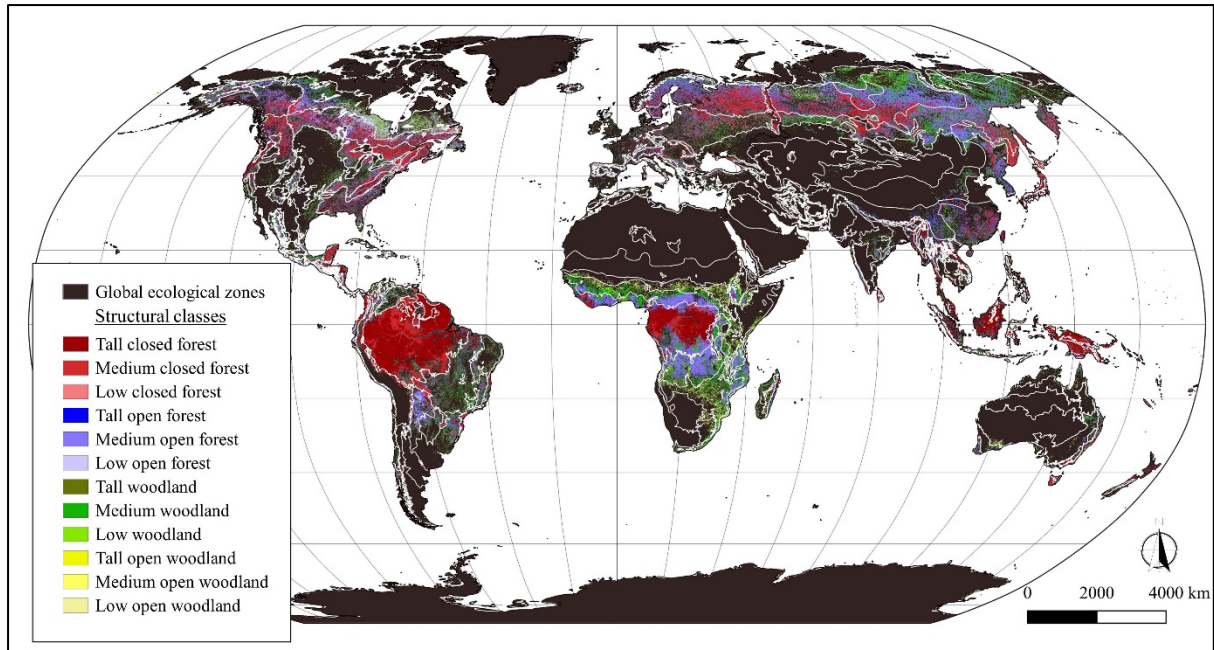 Global ecological zones
Structural classes
Tall closed forest
Medium closed forest
Low closed forest
Tall open forest
Medium open forest
Low open forest
Tall woodland
Medium woodland
Low woodland
Tall open woodland
Medium open woodland
Low open woodland
N
0 2000 4000 km